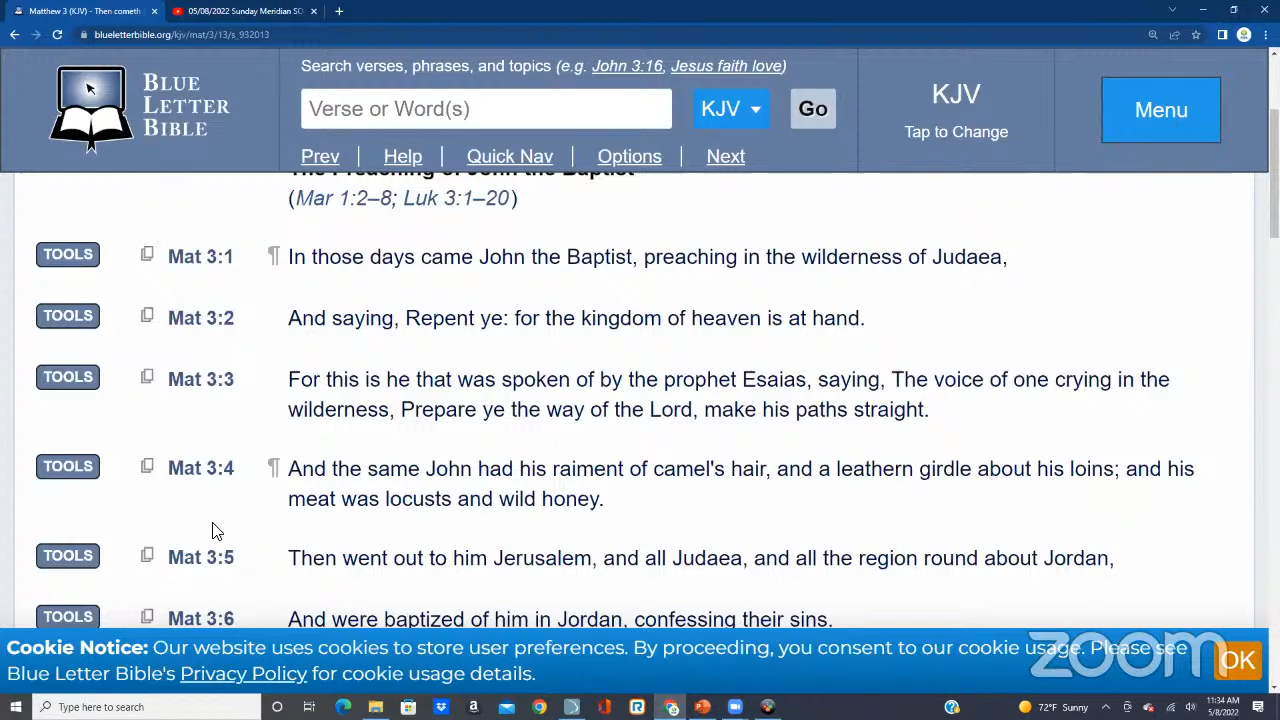 Matthew 3 (KJV) - Then cometh
05/08/2022 Sunday Meridian SD
blueletterbible.org/kjv/mat/3/13/s_932013
BLUE
LETTER
BIBLE
Search verses, phrases, and topics (e.g. John 3:16, Jesus faith love)
Verse or Word(s)
KJV
Go
Prev Help Quick Nav Options Next
KJV
Tap to Change
Menu
The Preaching of John the Baptist
(Mar 1:2–8; Luk 3:1–20)
TOOLS Mat 3:1 ¶ In those days came John the Baptist, preaching in the wilderness of Judaea,
TOOLS Mat 3:2 And saying, Repent ye: for the kingdom of heaven is at hand.
TOOLS Mat 3:3 For this is he that was spoken of by the prophet Esaias, saying, The voice of one crying in the
wilderness, Prepare ye the way of the Lord, make his paths straight.
TOOLS Mat 3:4 ¶ And the same John had his raiment of camel's hair, and a leathern girdle about his loins; and his
meat was locusts and wild honey.
TOOLS Mat 3:5 Then went out to him Jerusalem, and all Judaea, and all the region round about Jordan,
TOOLS Mat 3:6 And were baptized of him in Jordan, confessing their sins.
Cookie Notice: Our website uses cookies to store user preferences. By proceeding, you consent to our cookie usage. Please see
Blue Letter Bible's Privacy Policy for cookie usage details.
OK
zoom
Type here to search
72°F Sunny
11:34 AM
5/8/2022